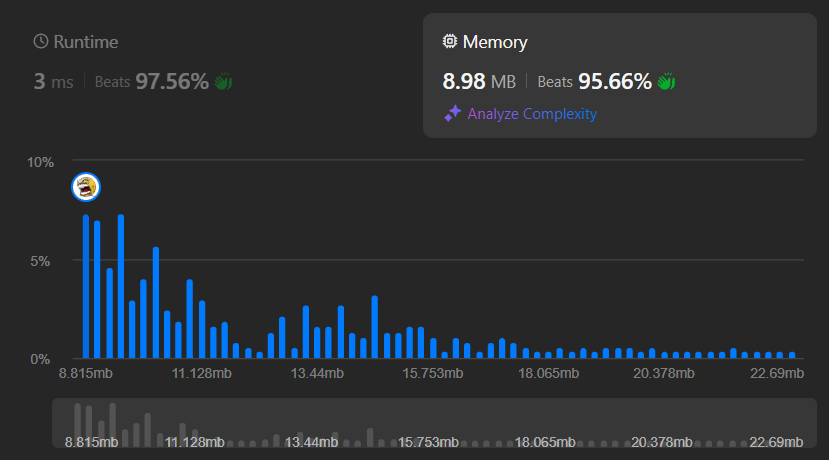 Runtime
3 ms | Beats 97.56%
Memory
8.98 MB | Beats 95.66%
Analyze Complexity
10%
5%
0%
8.815mb 11.128mb 13.44mb 15.753mb 18.065mb 20.378mb 22.69mb
8.815mb 11.128mb 13.44mb 15.753mb 18.065mb 20.378mb 22.69mb